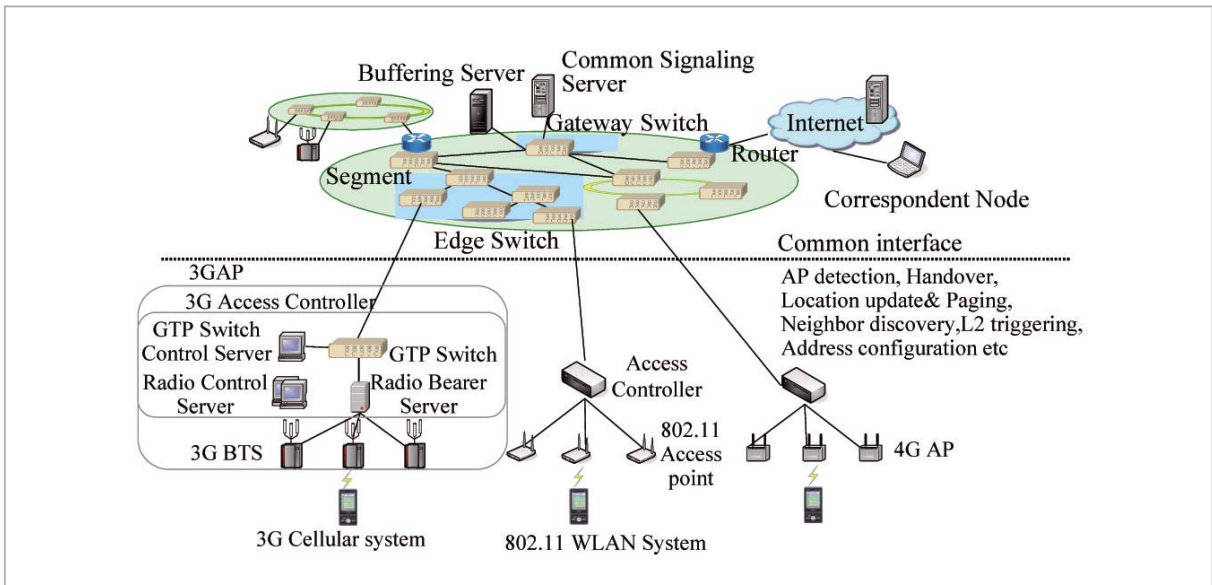 Common Signaling
Server
Buffering Server
Gateway Switch
Internet
Router
Segment
Correspondent Node
Edge Switch
Common interface
3GAP
AP detection, Handover,
Location update& Paging,
Neighbor discovery,L2 triggering,
Address configuration etc
3G Access Controller
GTP Switch
Control Server
GTP Switch
Radio Control
Server
Radio Bearer
Server
Access
Controller
3G BTS
802.11
Access
point
4G AP
3G Cellular system
802.11 WLAN System